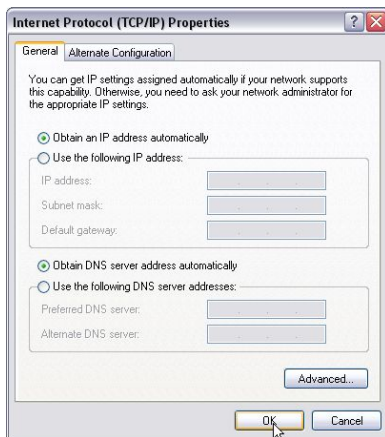 Internet Protocol (TCP/IP) Properties
General Alternate Configuration
You can get IP settings assigned automatically if your network supports
this capability. Otherwise, you need to ask your network administrator for
the appropriate IP settings.
Obtain an IP address automatically
Use the following IP address:
IP address:
Subnet mask:
Default gateway:
Obtain DNS server address automatically
Use the following DNS server addresses:
Preferred DNS server:
Alternate DNS server:
Advanced...
OK Cancel